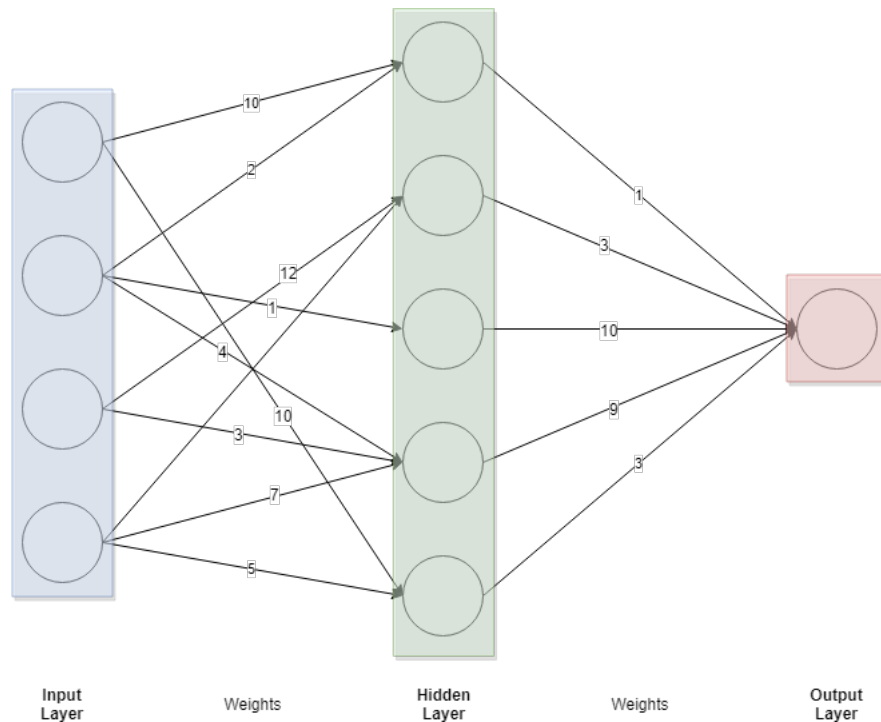 10
2
12
1
4
10
3
7
5
1
3
10
9
3
Input
Layer
Weights
Hidden
Layer
Weights
Output
Layer